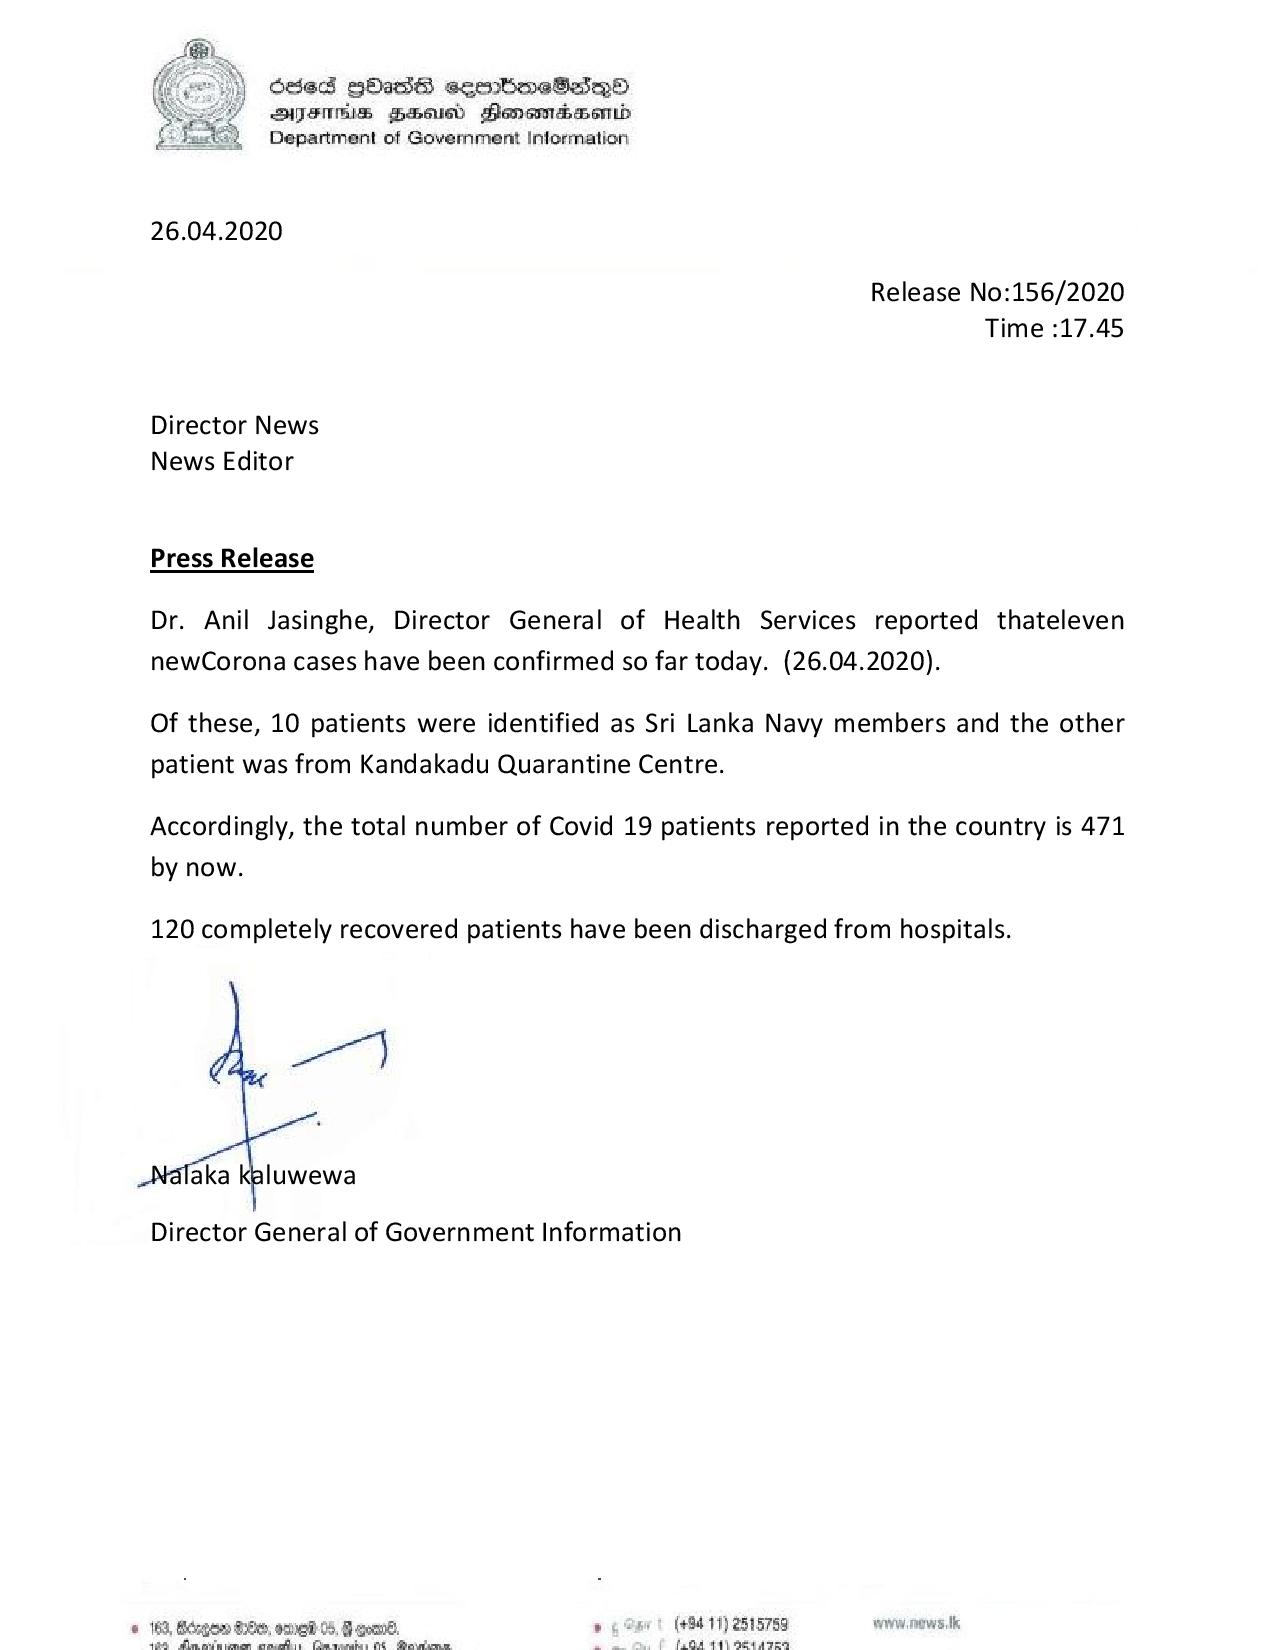 රජයේ ප්‍රවෘත්ති දෙපාර්තමේන්තුව
அரசாங்க தகவல் திணைக்களம்
Department of Government Information
26.04.2020
Release No:156/2020
Time :17.45
Director News
News Editor
Press Release
Dr. Anil Jasinghe, Director General of Health Services reported thateleven
newCorona cases have been confirmed so far today. (26.04.2020).
Of these, 10 patients were identified as Sri Lanka Navy members and the other
patient was from Kandakadu Quarantine Centre.
Accordingly, the total number of Covid 19 patients reported in the country is 471
by now.
120 completely recovered patients have been discharged from hospitals.
Nalaka kaluwewa
Director General of Government Information
163, කිරුලපන මාවත, කොළඹ 05, ශ්‍රී ලංකාව.
(+94 11) 2515759
www.news.lk
(+94 11) 2514753